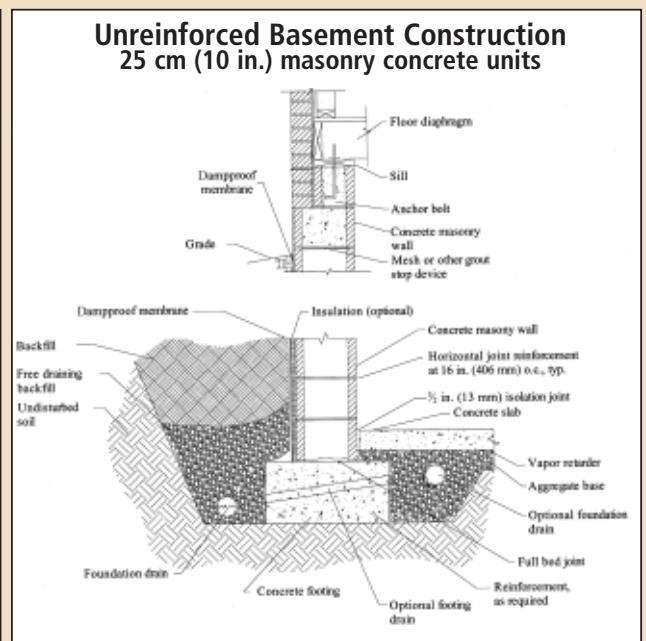 Unreinforced Basement Construction
25 cm (10 in.) masonry concrete units
Floor diaphragm
Sill
Dampproof
membrane
Anchor bolt
Concrete masonry
wall
Grade
Mesh or other grout
stop device
Dampproof membrane
Insulation (optional)
Concrete masony wall
Backfill
Horizontal joint reinforcement
at 16 in. (406 mm) o.c., typ.
Free draining
backfill
½ in. (13 mm) isolation joint
Undisturbed
soil
Concrete slab
Vapor retarder
Aggregate base
Optional foundation
drain
Full bed joint
Foundation drain
Concrete footing
Reinforcement,
as required
Optional footing
drain